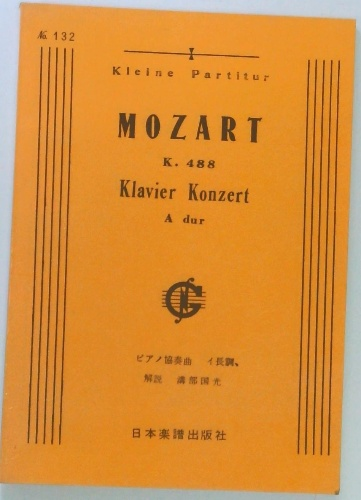 № 132
I
Kleine Partitur
MOZART
K. 488
Klavier Konzert
A dur
ピアノ協奏曲 イ長調、
解説 溝部国光
日本楽譜出版社